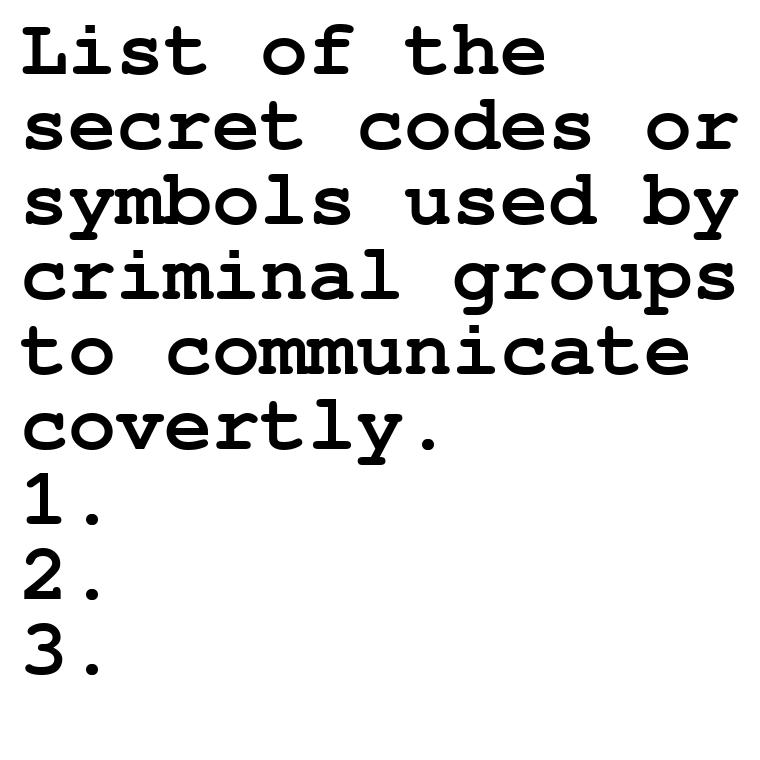 List of the
secret codes or
symbols used by
criminal groups
to communicate
covertly.
1.
2.
3.